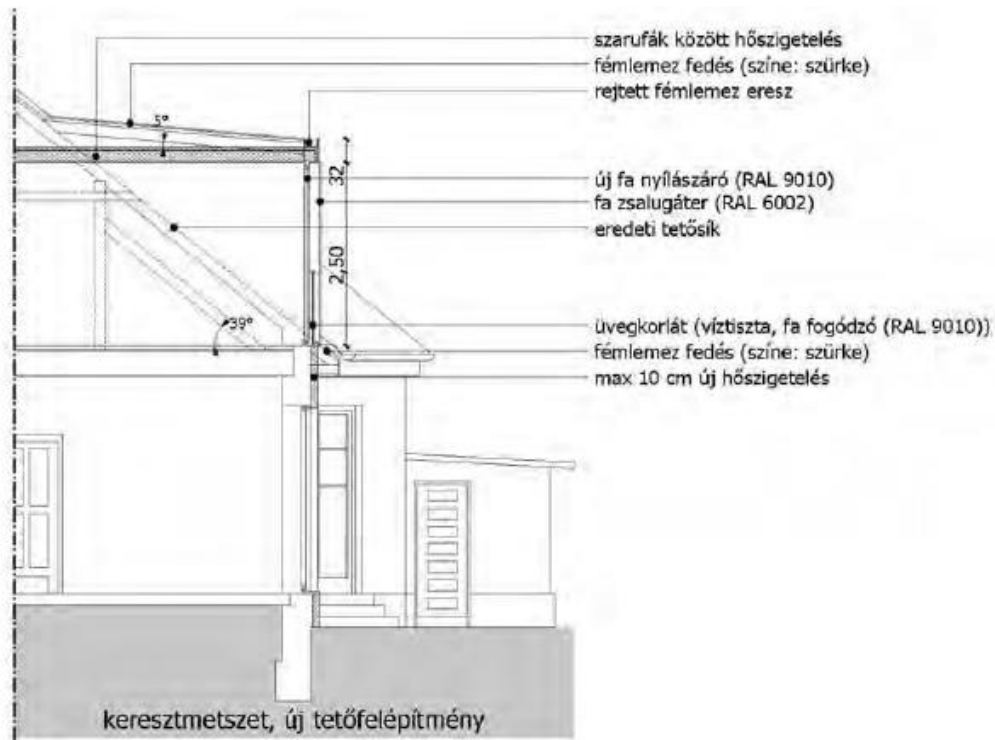 szarufák között hőszigetelés
fémlemez fedés (színe: szürke)
rejtett fémlemez eresz
5°
32
új fa nyílászáró (RAL 9010)
fa zsalugáter (RAL 6002)
eredeti tetősík
2,50
39°
üvegkorlát (víztiszta, fa fogódzó (RAL 9010))
fémlemez fedés (színe: szürke)
max 10 cm új hőszigetelés
keresztmetszet, új tetőfelépítmény